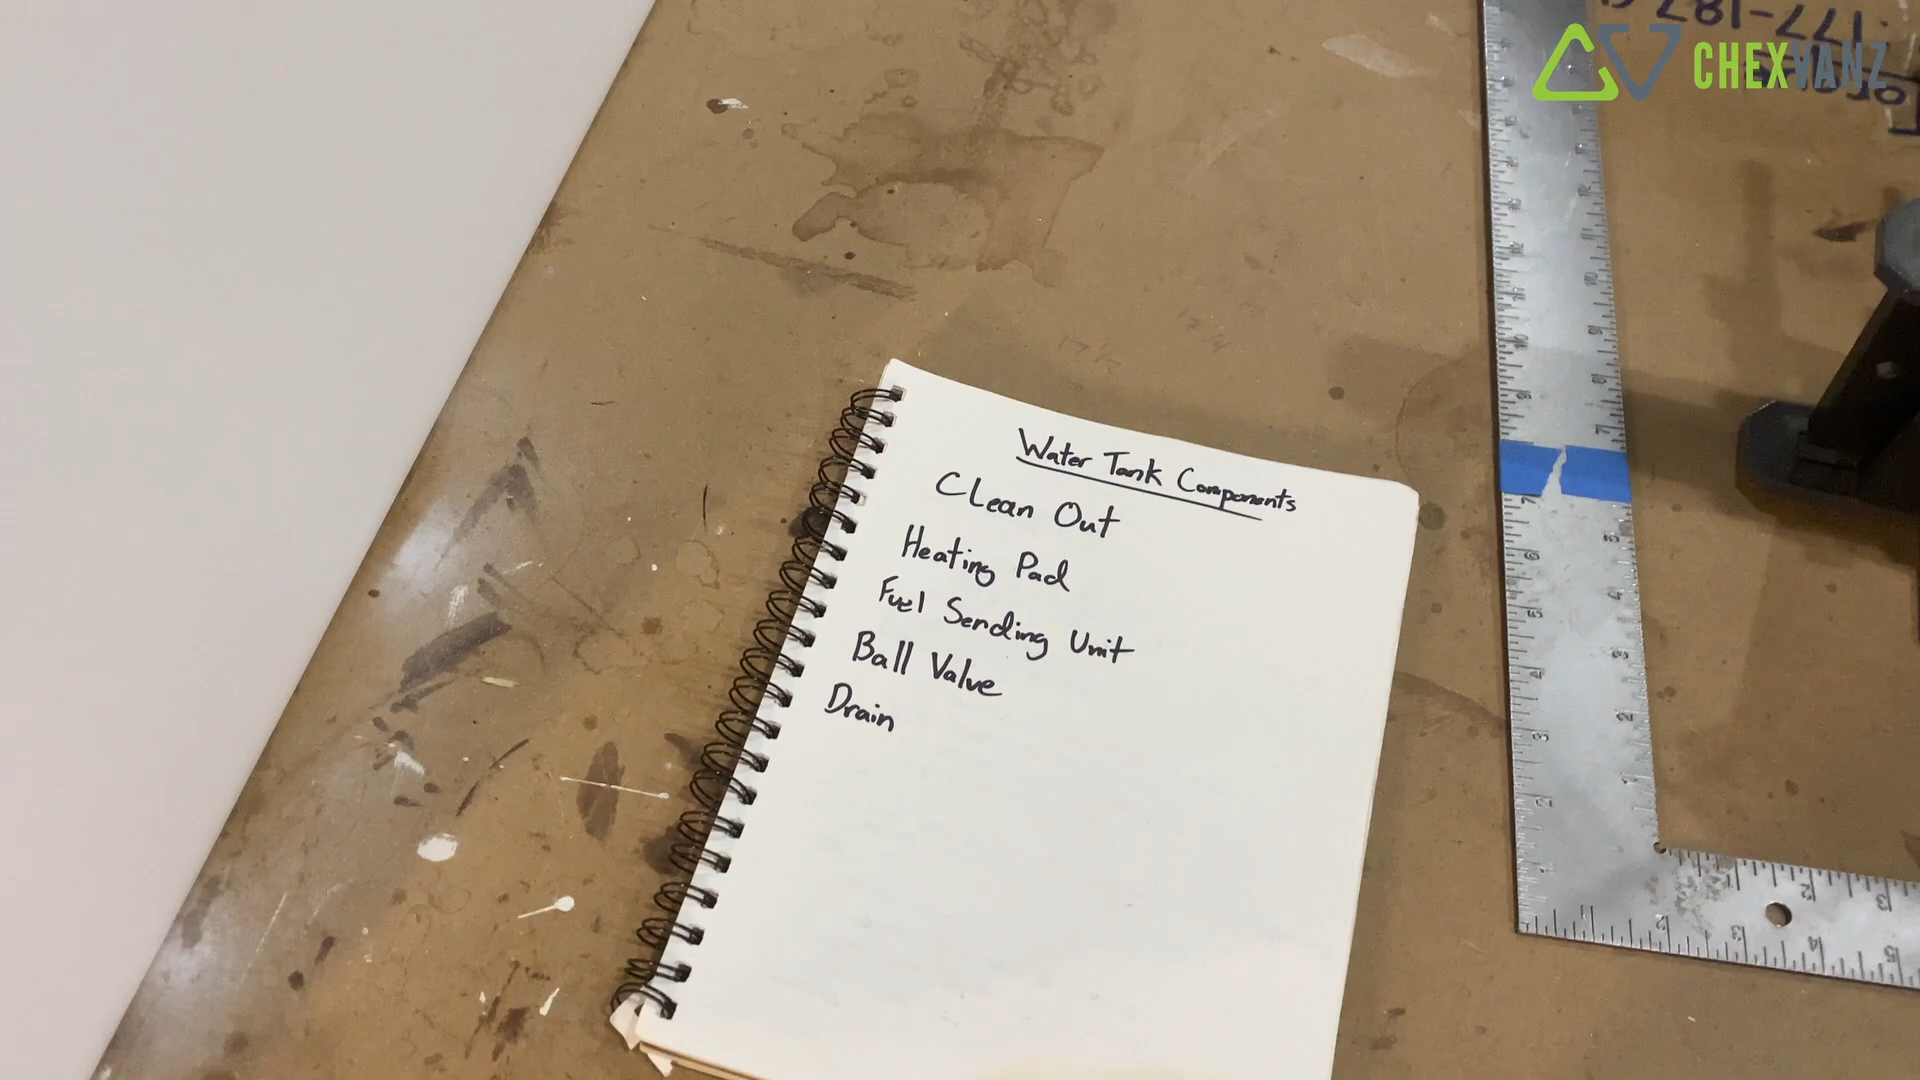 CHEXVANZ
Water Tank Components
Clean Out
Heating Pad
Fuel Sending Unit
Ball Valve
Drain